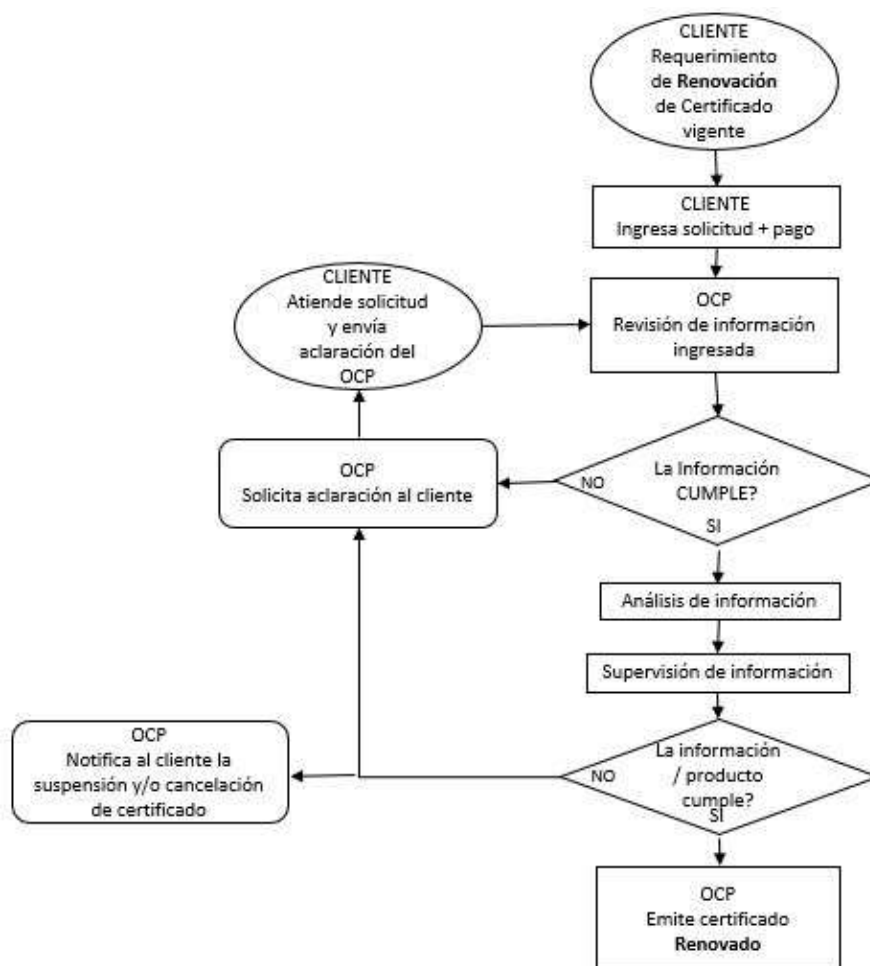 CLIENTE
Requerimiento
de Renovación
de Certificado
vigente
CLIENTE
Ingresa solicitud + pago
CLIENTE
Atiende solicitud
y envía
aclaración del
OCP
OCP
Revisión de información
ingresada
OCP
Solicita aclaración al cliente
NO
La Información
CUMPLE?
SI
Análisis de información
Supervisión de información
OCP
Notifica al cliente la
suspensión y/o cancelación
de certificado
NO
La información
/ producto
cumple?
SI
OCP
Emite certificado
Renovado